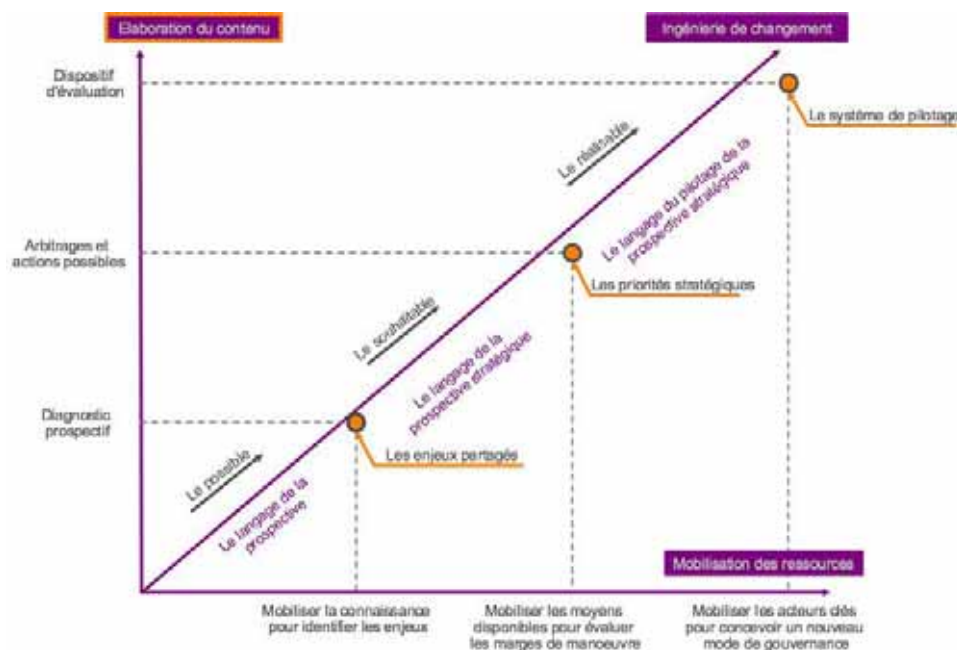 Elaboration du contenu
Ingénierie de changement
Dispositif
d'évaluation
Le système de pilotage
Le réalisable
Le langage du pilotage de la
prospective stratégique
Arbitrages et
actions possibles
Les priorités stratégiques
Le souhaitable
Le langage de la
prospective stratégique
Diagnostic
prospectif
Les enjeux partagés
Le possible
Le langage de la
prospective
Mobilisation des ressources
Mobiliser la connaissance
pour identifier les enjeux
Mobiliser les moyens
disponibles pour évaluer
les marges de manoeuvre
Mobiliser les acteurs clés
pour concevoir un nouveau
mode de gouvernance